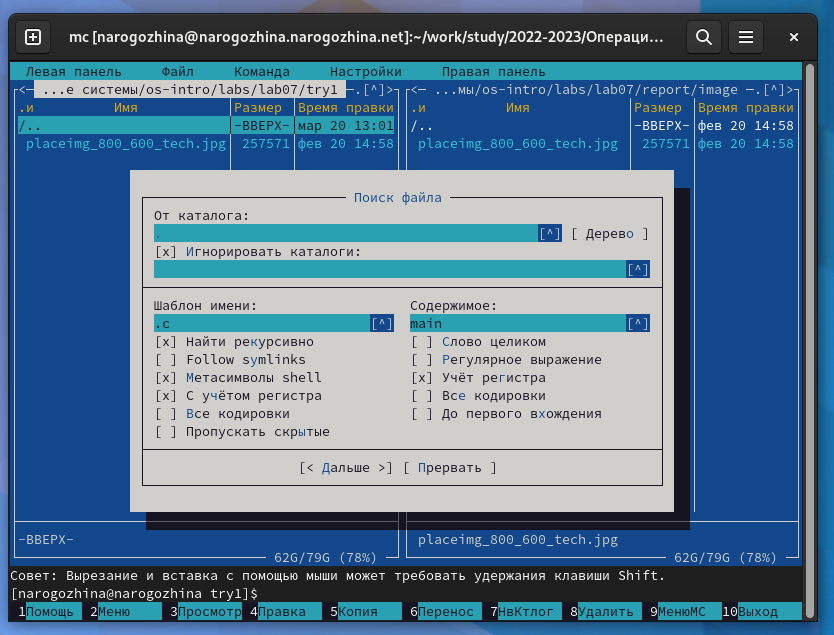 mc [narogozhina@narogozhina.narogozhina.net]:~/work/study/2022-2023/Операци...
Левая панель Файл Команда Настройки Правая панель
<─ ...е системы/os-intro/labs/lab07/try1 ─.[^]> <─ ...мы/os-intro/labs/lab07/report/image ─.[^]>
.и Имя Размер Время правки .и Имя Размер Время правки
/.. -ВВЕРХ- мар 20 13:01 /.. -ВВЕРХ- фев 20 14:58
placeimg_800_600_tech.jpg 257571 фев 20 14:58 placeimg_800_600_tech.jpg 257571 фев 20 14:58
Поиск файла
От каталога:
. [^] [ Дерево ]
[x] Игнорировать каталоги:
[^]
Шаблон имени: Содержимое:
.c [^] main [^]
[x] Найти рекурсивно [ ] Слово целиком
[ ] Follow symlinks [ ] Регулярное выражение
[x] Метасимволы shell [x] Учёт регистра
[x] С учётом регистра [ ] Все кодировки
[ ] Все кодировки [ ] До первого вхождения
[ ] Пропускать скрытые
[< Дальше >] [ Прервать ]
-ВВЕРХ- placeimg_800_600_tech.jpg
62G/79G (78%) 62G/79G (78%)
Совет: Вырезание и вставка с помощью мыши может требовать удержания клавиши Shift.
[narogozhina@narogozhina try1]$
1Помощь 2Меню 3Просмотр 4Правка 5Копия 6Перенос 7НвКтлог 8Удалить 9МенюMC 10Выход